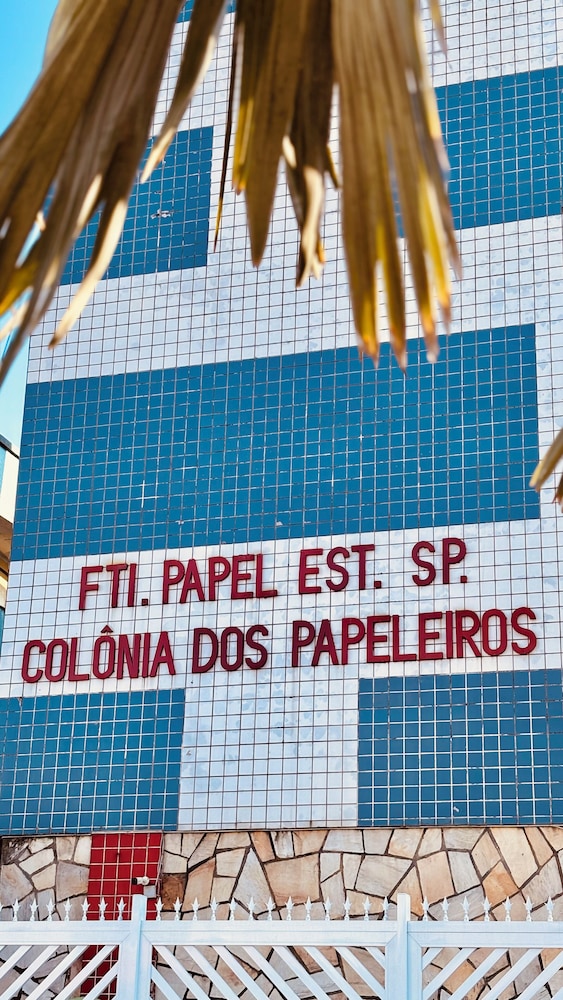 FTI. PAPEL EST. SP.
COLÔNIA DOS PAPELEIROS